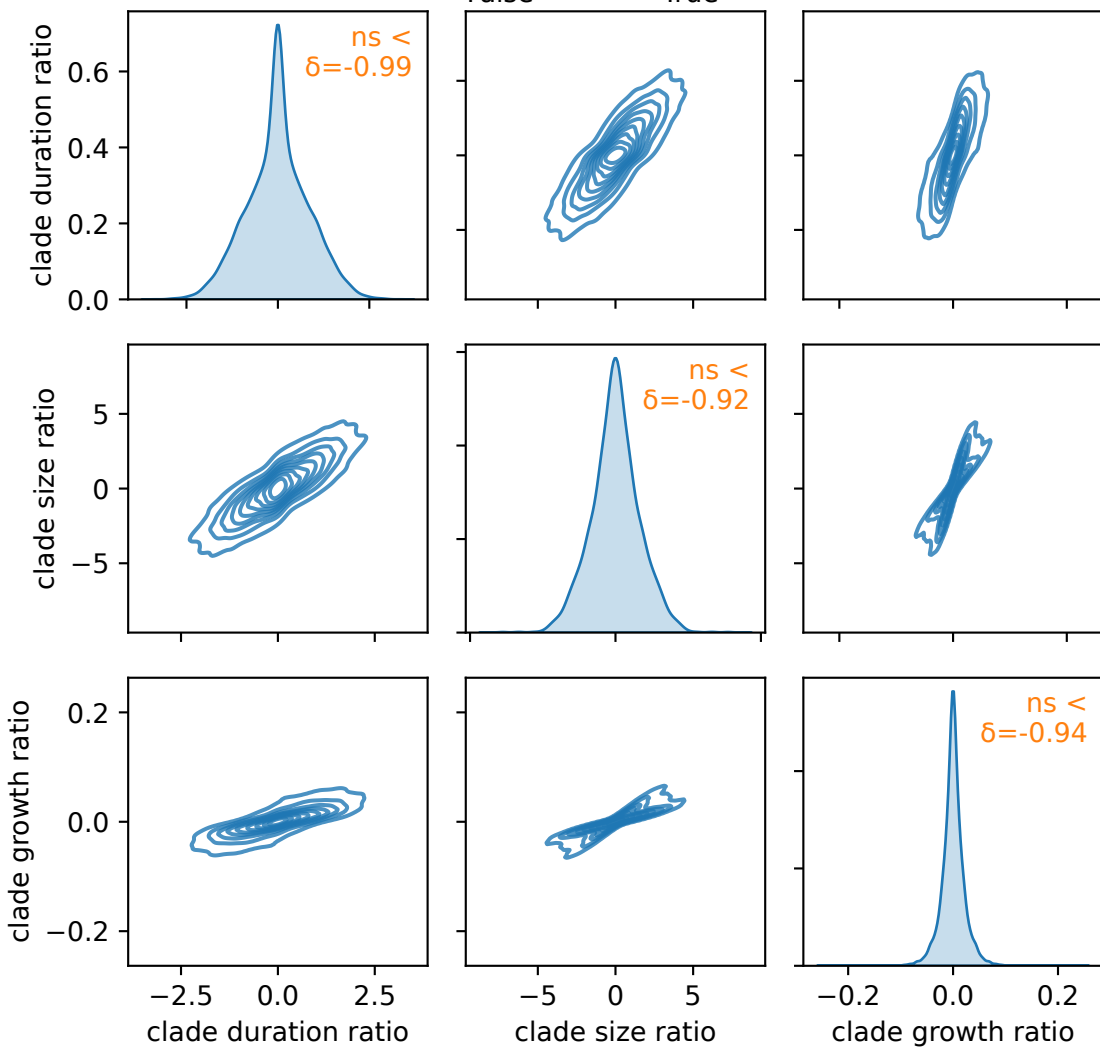 clade duration ratio
0.6
0.4
0.2
0.0
ns <
δ=-0.99
clade size ratio
5
0
−5
ns <
δ=-0.92
clade growth ratio
0.2
0.0
−0.2
ns <
δ=-0.94
−2.5 0.0 2.5
−5 0 5
−0.2 0.0 0.2
clade duration ratio
clade size ratio
clade growth ratio